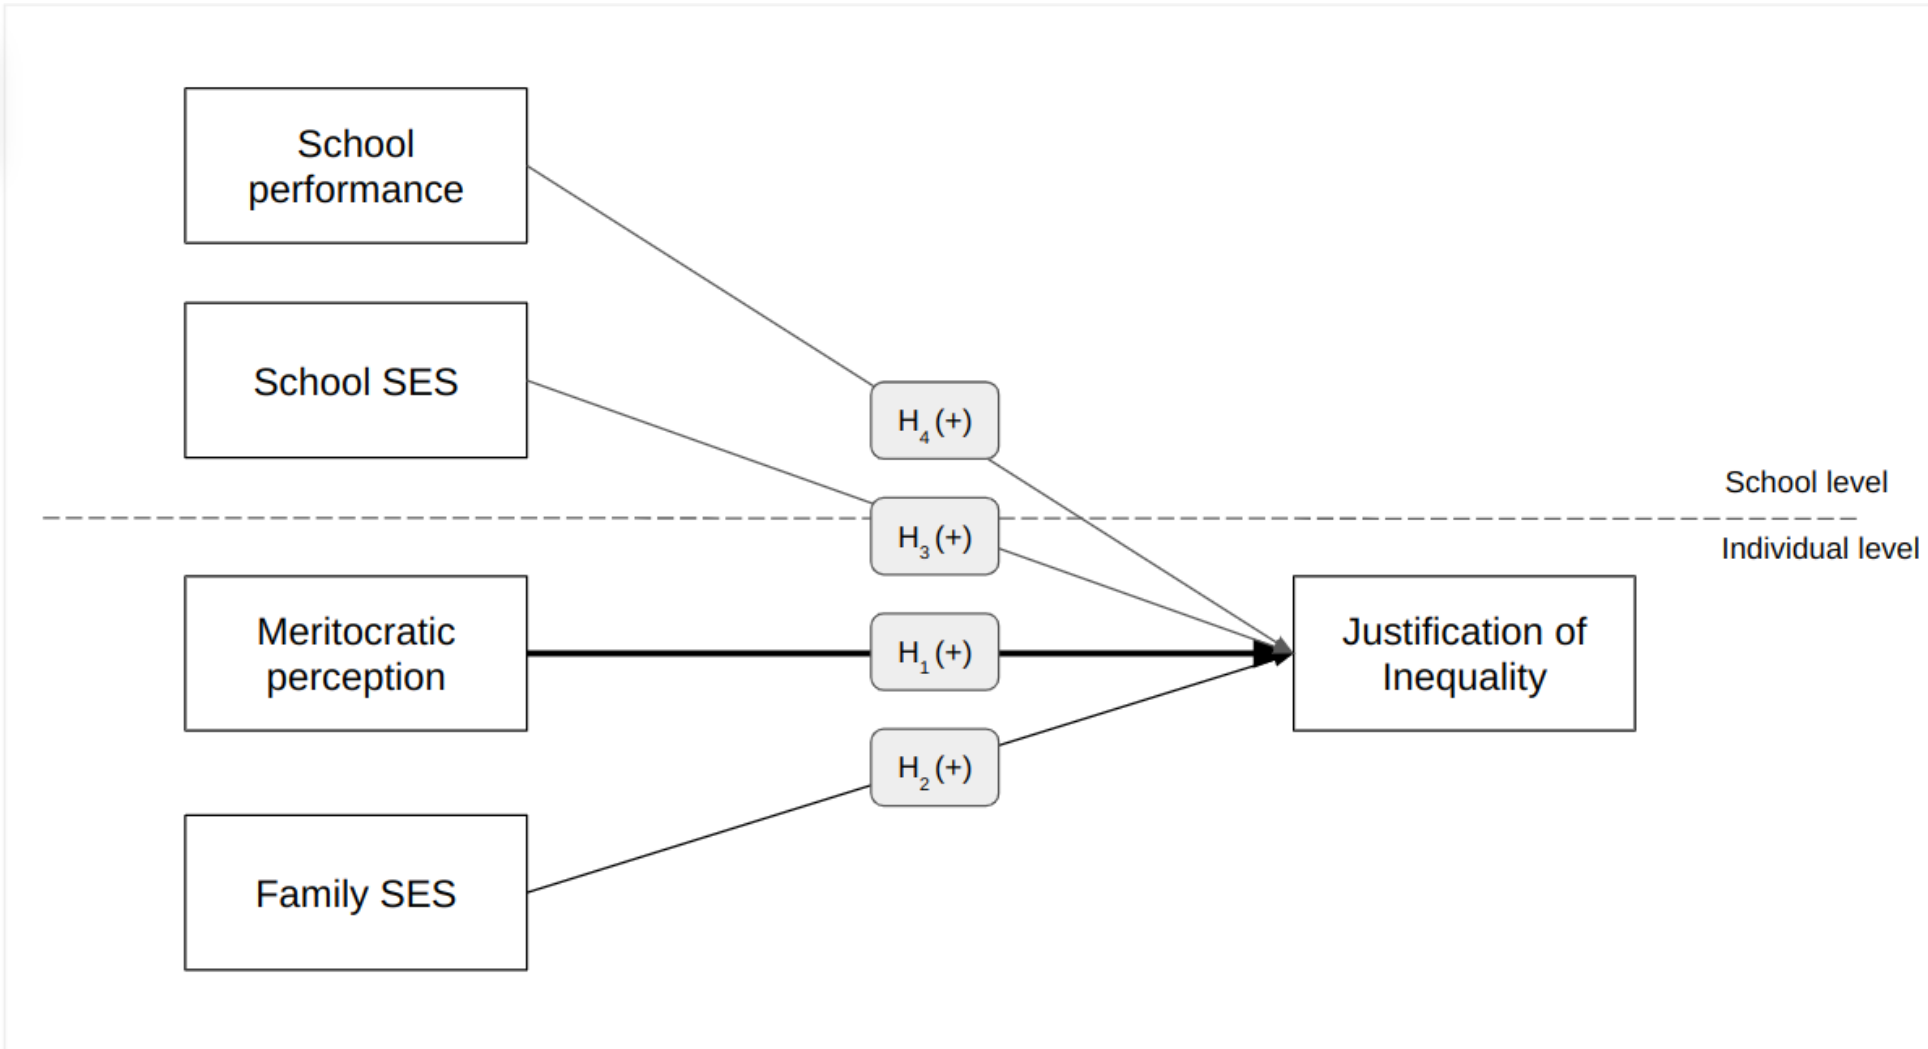 School
performance
School SES
H4 (+)
School level
H3 (+)
Individual level
Meritocratic
perception
H1 (+)
Justification of
Inequality
H2 (+)
Family SES